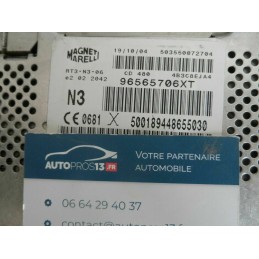 MAGNETI
MARELLI
19/10/04 503550072704
RT3-N3-06 CD 480 463C8EJA4
e2 02 2042 96565706XT
N3
CE 0681 X 500189448655030
AUTOPROS13.FR
VOTRE PARTENAIRE
AUTOMOBILE
06 64 29 40 37